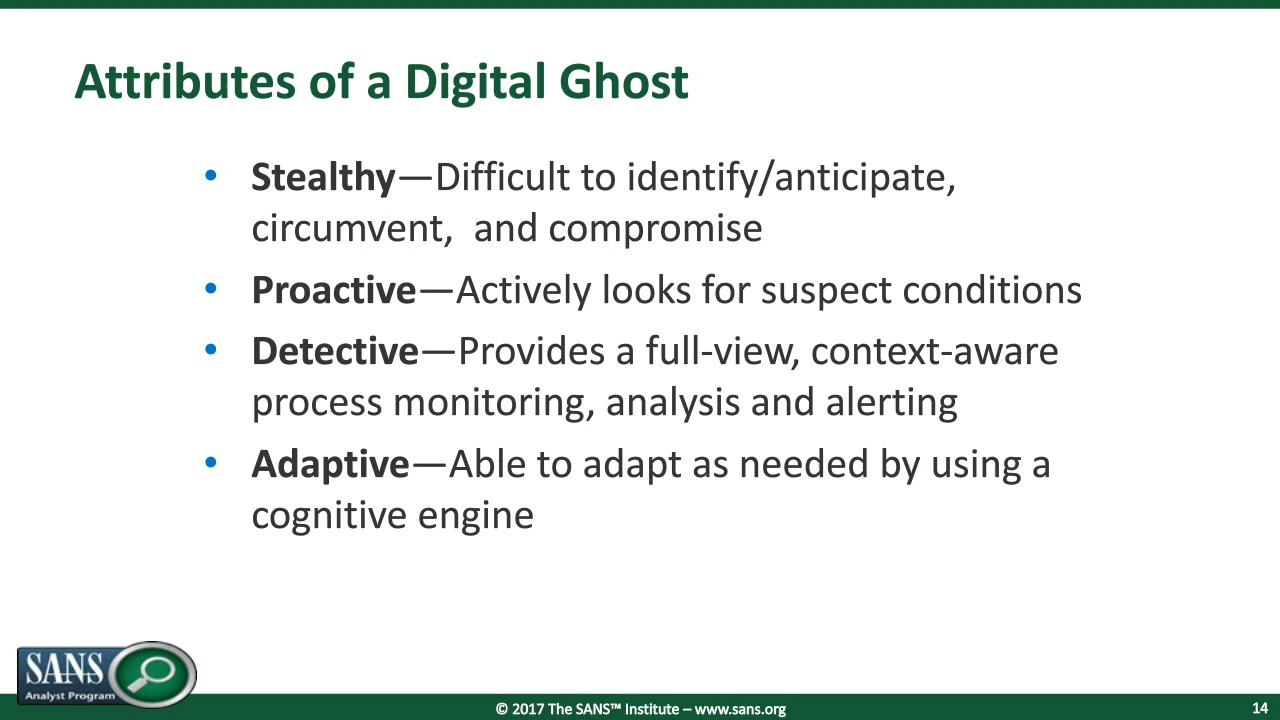 Attributes of a Digital Ghost
• Stealthy—Difficult to identify/anticipate,
circumvent,  and compromise
• Proactive—Actively looks for suspect conditions
• Detective—Provides a full-view, context-aware
process monitoring, analysis and alerting
• Adaptive—Able to adapt as needed by using a
cognitive engine
SANS
Analyst Program
© 2017 The SANS™ Institute – www.sans.org
14